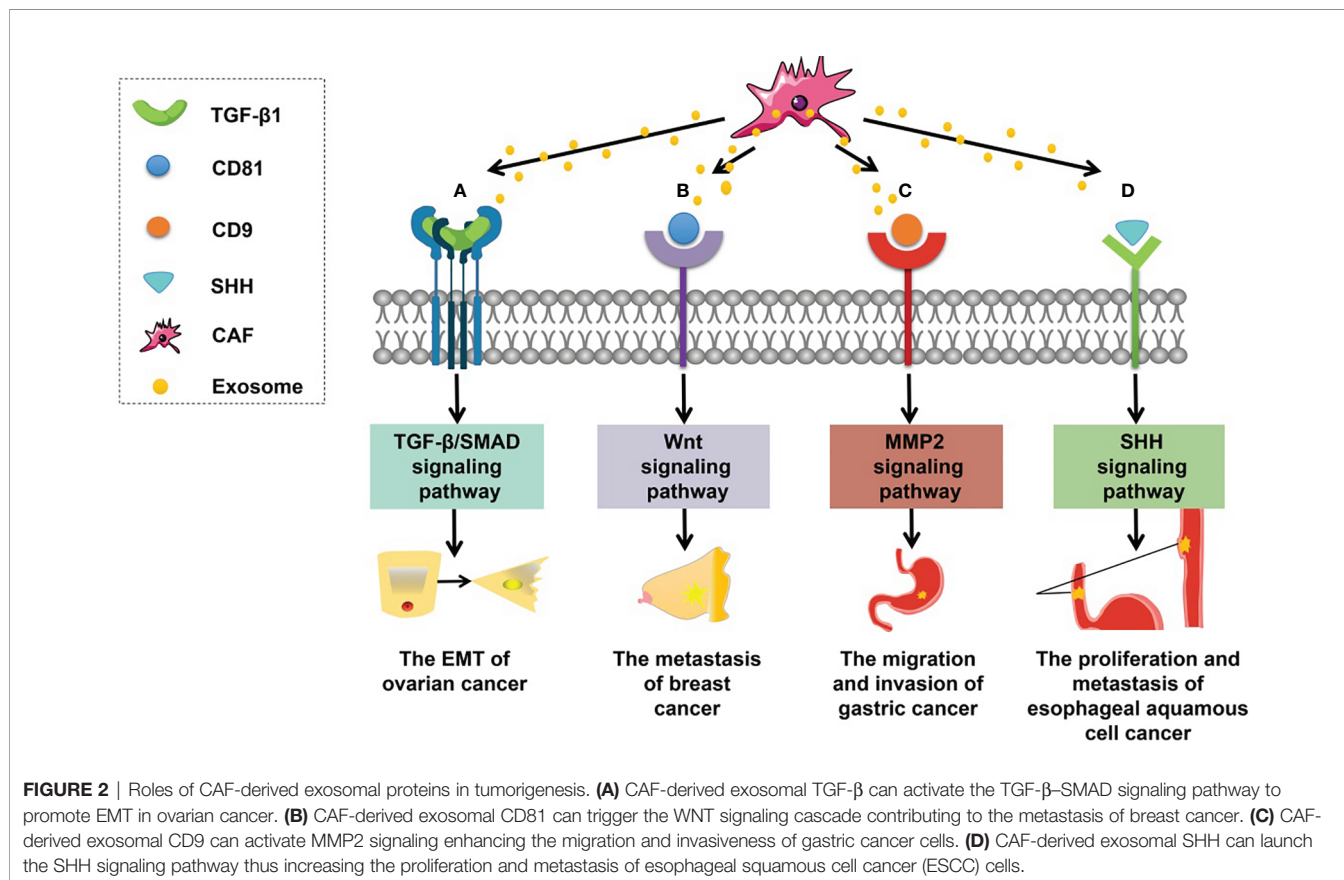 TGF-β1
CD81
CD9
SHH
CAF
Exosome
A
B
C
D
TGF-β/SMAD
signaling
pathway
Wnt
signaling
pathway
MMP2
signaling
pathway
SHH
signaling
pathway
The EMT of
ovarian cancer
The metastasis
of breast
cancer
The migration
and invasion of
gastric cancer
The proliferation and
metastasis of
esophageal aquamous
cell cancer
FIGURE 2 | Roles of CAF-derived exosomal proteins in tumorigenesis. (A) CAF-derived exosomal TGF-β can activate the TGF-β–SMAD signaling pathway to
promote EMT in ovarian cancer. (B) CAF-derived exosomal CD81 can trigger the WNT signaling cascade contributing to the metastasis of breast cancer. (C) CAF-
derived exosomal CD9 can activate MMP2 signaling enhancing the migration and invasiveness of gastric cancer cells. (D) CAF-derived exosomal SHH can launch
the SHH signaling pathway thus increasing the proliferation and metastasis of esophageal squamous cell cancer (ESCC) cells.